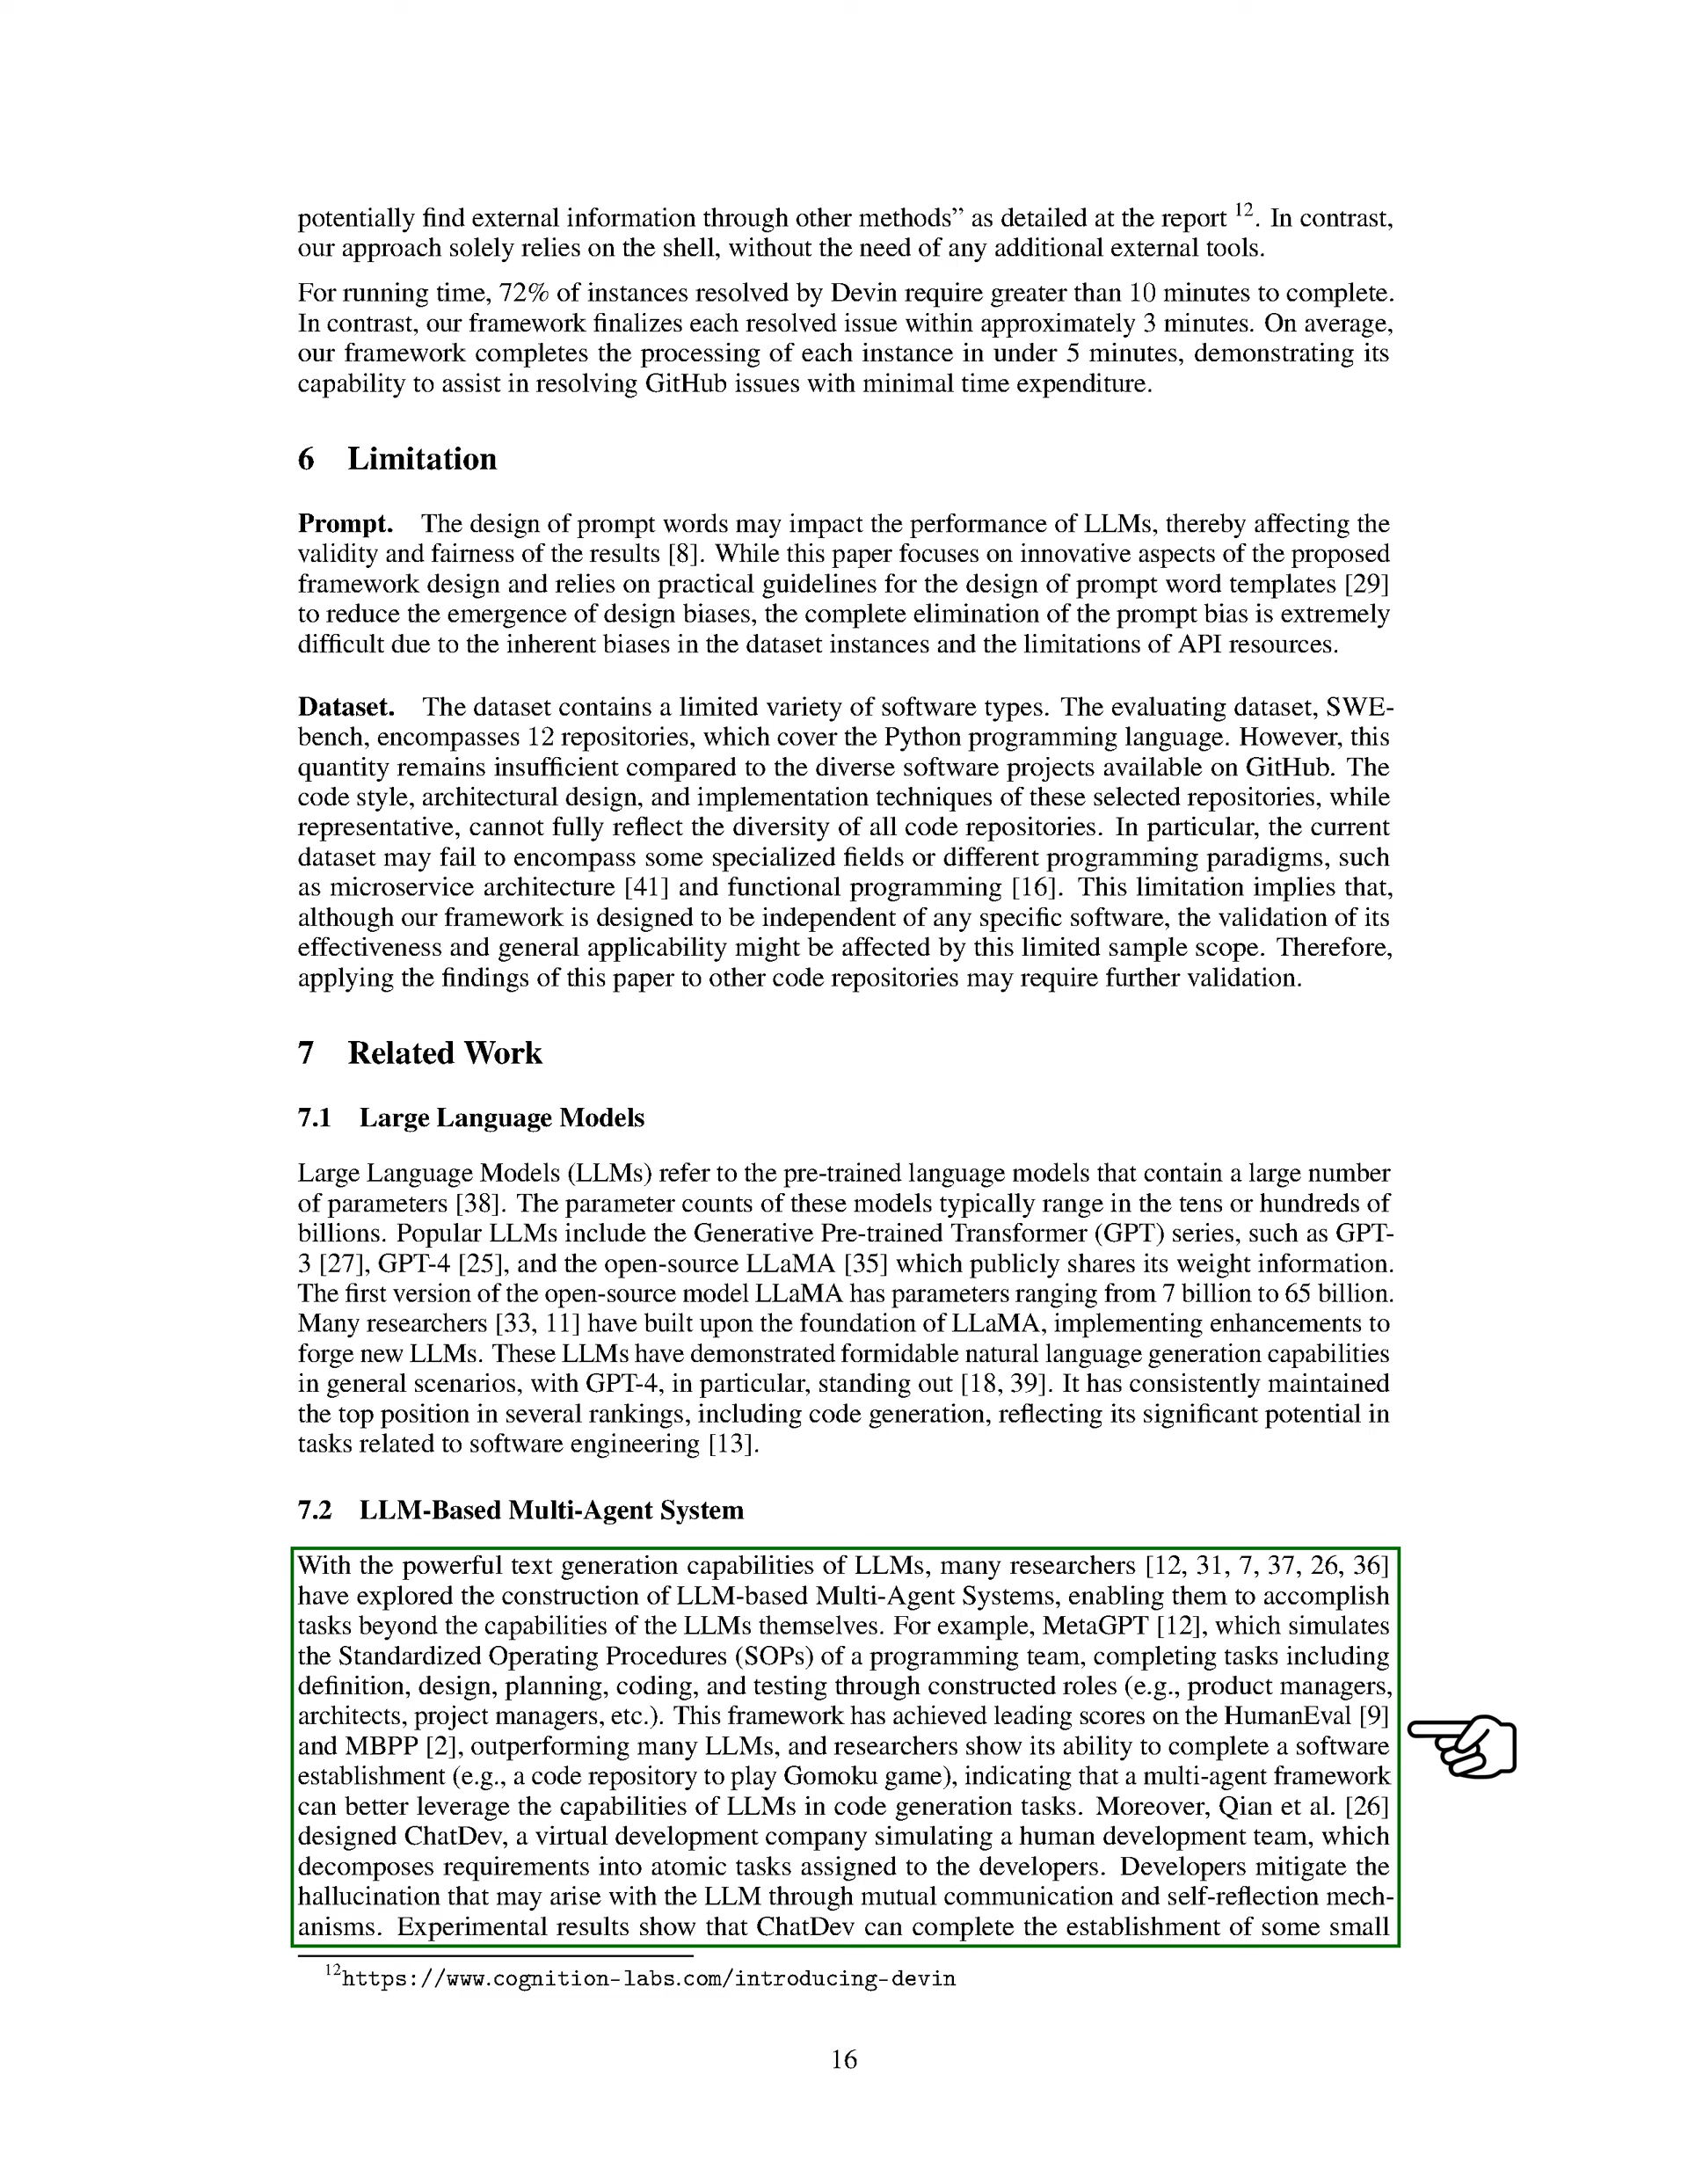 potentially find external information through other methods” as detailed at the report 12. In contrast,
our approach solely relies on the shell, without the need of any additional external tools.
For running time, 72% of instances resolved by Devin require greater than 10 minutes to complete.
In contrast, our framework finalizes each resolved issue within approximately 3 minutes. On average,
our framework completes the processing of each instance in under 5 minutes, demonstrating its
capability to assist in resolving GitHub issues with minimal time expenditure.
6 Limitation
Prompt. The design of prompt words may impact the performance of LLMs, thereby affecting the
validity and fairness of the results [8]. While this paper focuses on innovative aspects of the proposed
framework design and relies on practical guidelines for the design of prompt word templates [29]
to reduce the emergence of design biases, the complete elimination of the prompt bias is extremely
difficult due to the inherent biases in the dataset instances and the limitations of API resources.
Dataset. The dataset contains a limited variety of software types. The evaluating dataset, SWE-
bench, encompasses 12 repositories, which cover the Python programming language. However, this
quantity remains insufficient compared to the diverse software projects available on GitHub. The
code style, architectural design, and implementation techniques of these selected repositories, while
representative, cannot fully reflect the diversity of all code repositories. In particular, the current
dataset may fail to encompass some specialized fields or different programming paradigms, such
as microservice architecture [41] and functional programming [16]. This limitation implies that,
although our framework is designed to be independent of any specific software, the validation of its
effectiveness and general applicability might be affected by this limited sample scope. Therefore,
applying the findings of this paper to other code repositories may require further validation.
7 Related Work
7.1 Large Language Models
Large Language Models (LLMs) refer to the pre-trained language models that contain a large number
of parameters [38]. The parameter counts of these models typically range in the tens or hundreds of
billions. Popular LLMs include the Generative Pre-trained Transformer (GPT) series, such as GPT-
3 [27], GPT-4 [25], and the open-source LLaMA [35] which publicly shares its weight information.
The first version of the open-source model LLaMA has parameters ranging from 7 billion to 65 billion.
Many researchers [33, 11] have built upon the foundation of LLaMA, implementing enhancements to
forge new LLMs. These LLMs have demonstrated formidable natural language generation capabilities
in general scenarios, with GPT-4, in particular, standing out [18, 39]. It has consistently maintained
the top position in several rankings, including code generation, reflecting its significant potential in
tasks related to software engineering [13].
7.2 LLM-Based Multi-Agent System
With the powerful text generation capabilities of LLMs, many researchers [12, 31, 7, 37, 26, 36]
have explored the construction of LLM-based Multi-Agent Systems, enabling them to accomplish
tasks beyond the capabilities of the LLMs themselves. For example, MetaGPT [12], which simulates
the Standardized Operating Procedures (SOPs) of a programming team, completing tasks including
definition, design, planning, coding, and testing through constructed roles (e.g., product managers,
architects, project managers, etc.). This framework has achieved leading scores on the HumanEval [9]
and MBPP [2], outperforming many LLMs, and researchers show its ability to complete a software
establishment (e.g., a code repository to play Gomoku game), indicating that a multi-agent framework
can better leverage the capabilities of LLMs in code generation tasks. Moreover, Qian et al. [26]
designed ChatDev, a virtual development company simulating a human development team, which
decomposes requirements into atomic tasks assigned to the developers. Developers mitigate the
hallucination that may arise with the LLM through mutual communication and self-reflection mech-
anisms. Experimental results show that ChatDev can complete the establishment of some small
12https://www.cognition-labs.com/introducing-devin
16